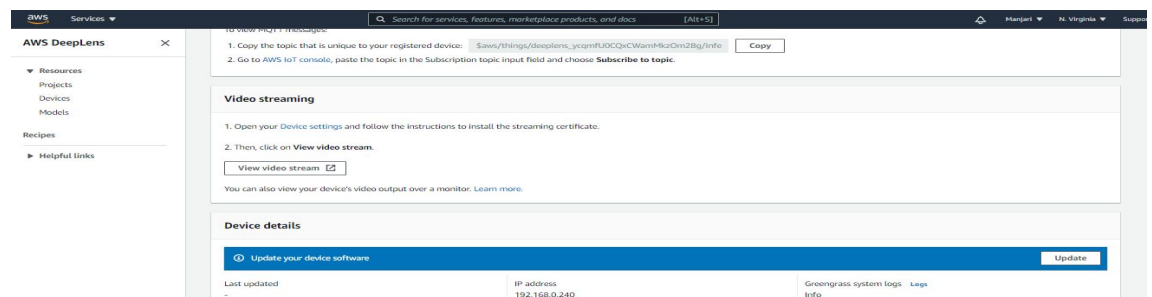 aws Services ▼ Search for services, features, marketplace products, and docs [Alt+S] Manjari ▼ N. Virginia ▼ Suppor
AWS DeepLens
Resources
Projects
Devices
Models
Recipes
Helpful links
To view MQTT messages:
1. Copy the topic that is unique to your registered device: Copy
2. Go to AWS IoT console, paste the topic in the Subscription topic input field and choose Subscribe to topic.
Video streaming
1. Open your Device settings and follow the instructions to install the streaming certificate.
2. Then, click on View video stream.
View video stream
You can also view your device's video output over a monitor. Learn more.
Device details
Update your device software Update
Last updated IP address Greengrass system logs Logs
- 192.168.0.240 Info